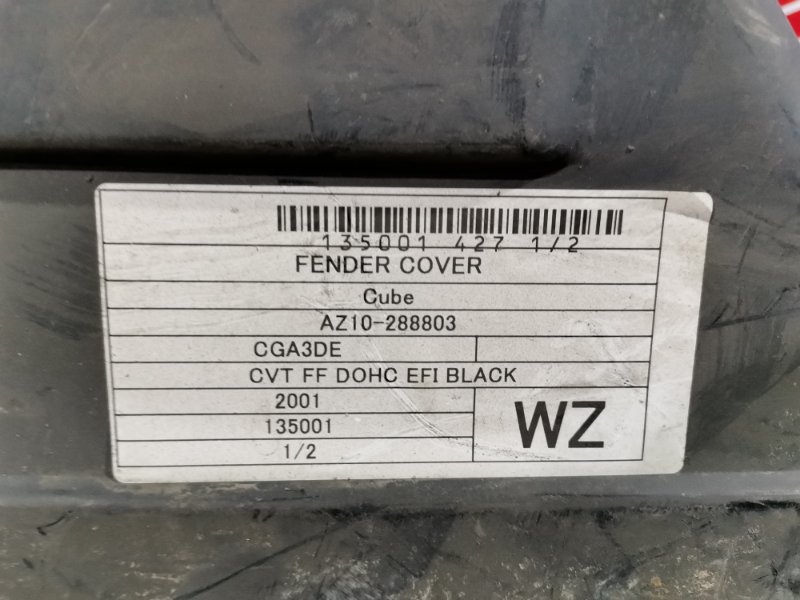 135001 427 1/2
FENDER COVER
Cube
AZ10-288803
CGA3DE
CVT FF DOHC EFI BLACK
2001
135001
1/2
WZ